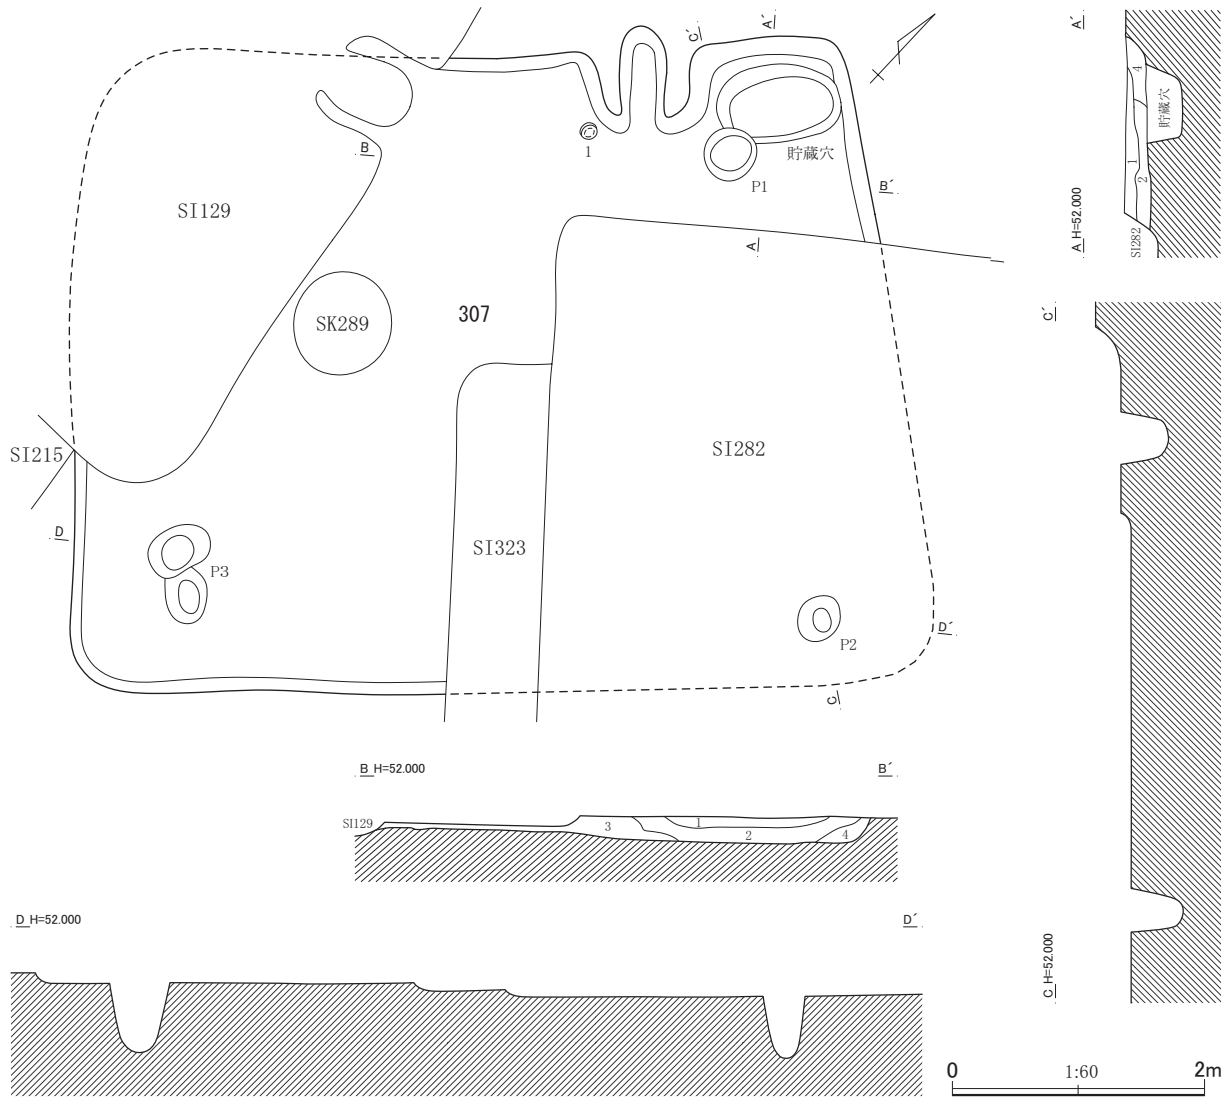 A´
C´
SI129
B
1
貯蔵穴
P1
B´
A
SK289
307
SI215
SI282
D
SI323
P3
P2
D´
C
A´
4
貯蔵穴
1
2
A H=52.000
SI282
C´
C H=52.000
B H=52.000
B´
SI129
3
1
2
4
D H=52.000
D´
0
1:60
2m